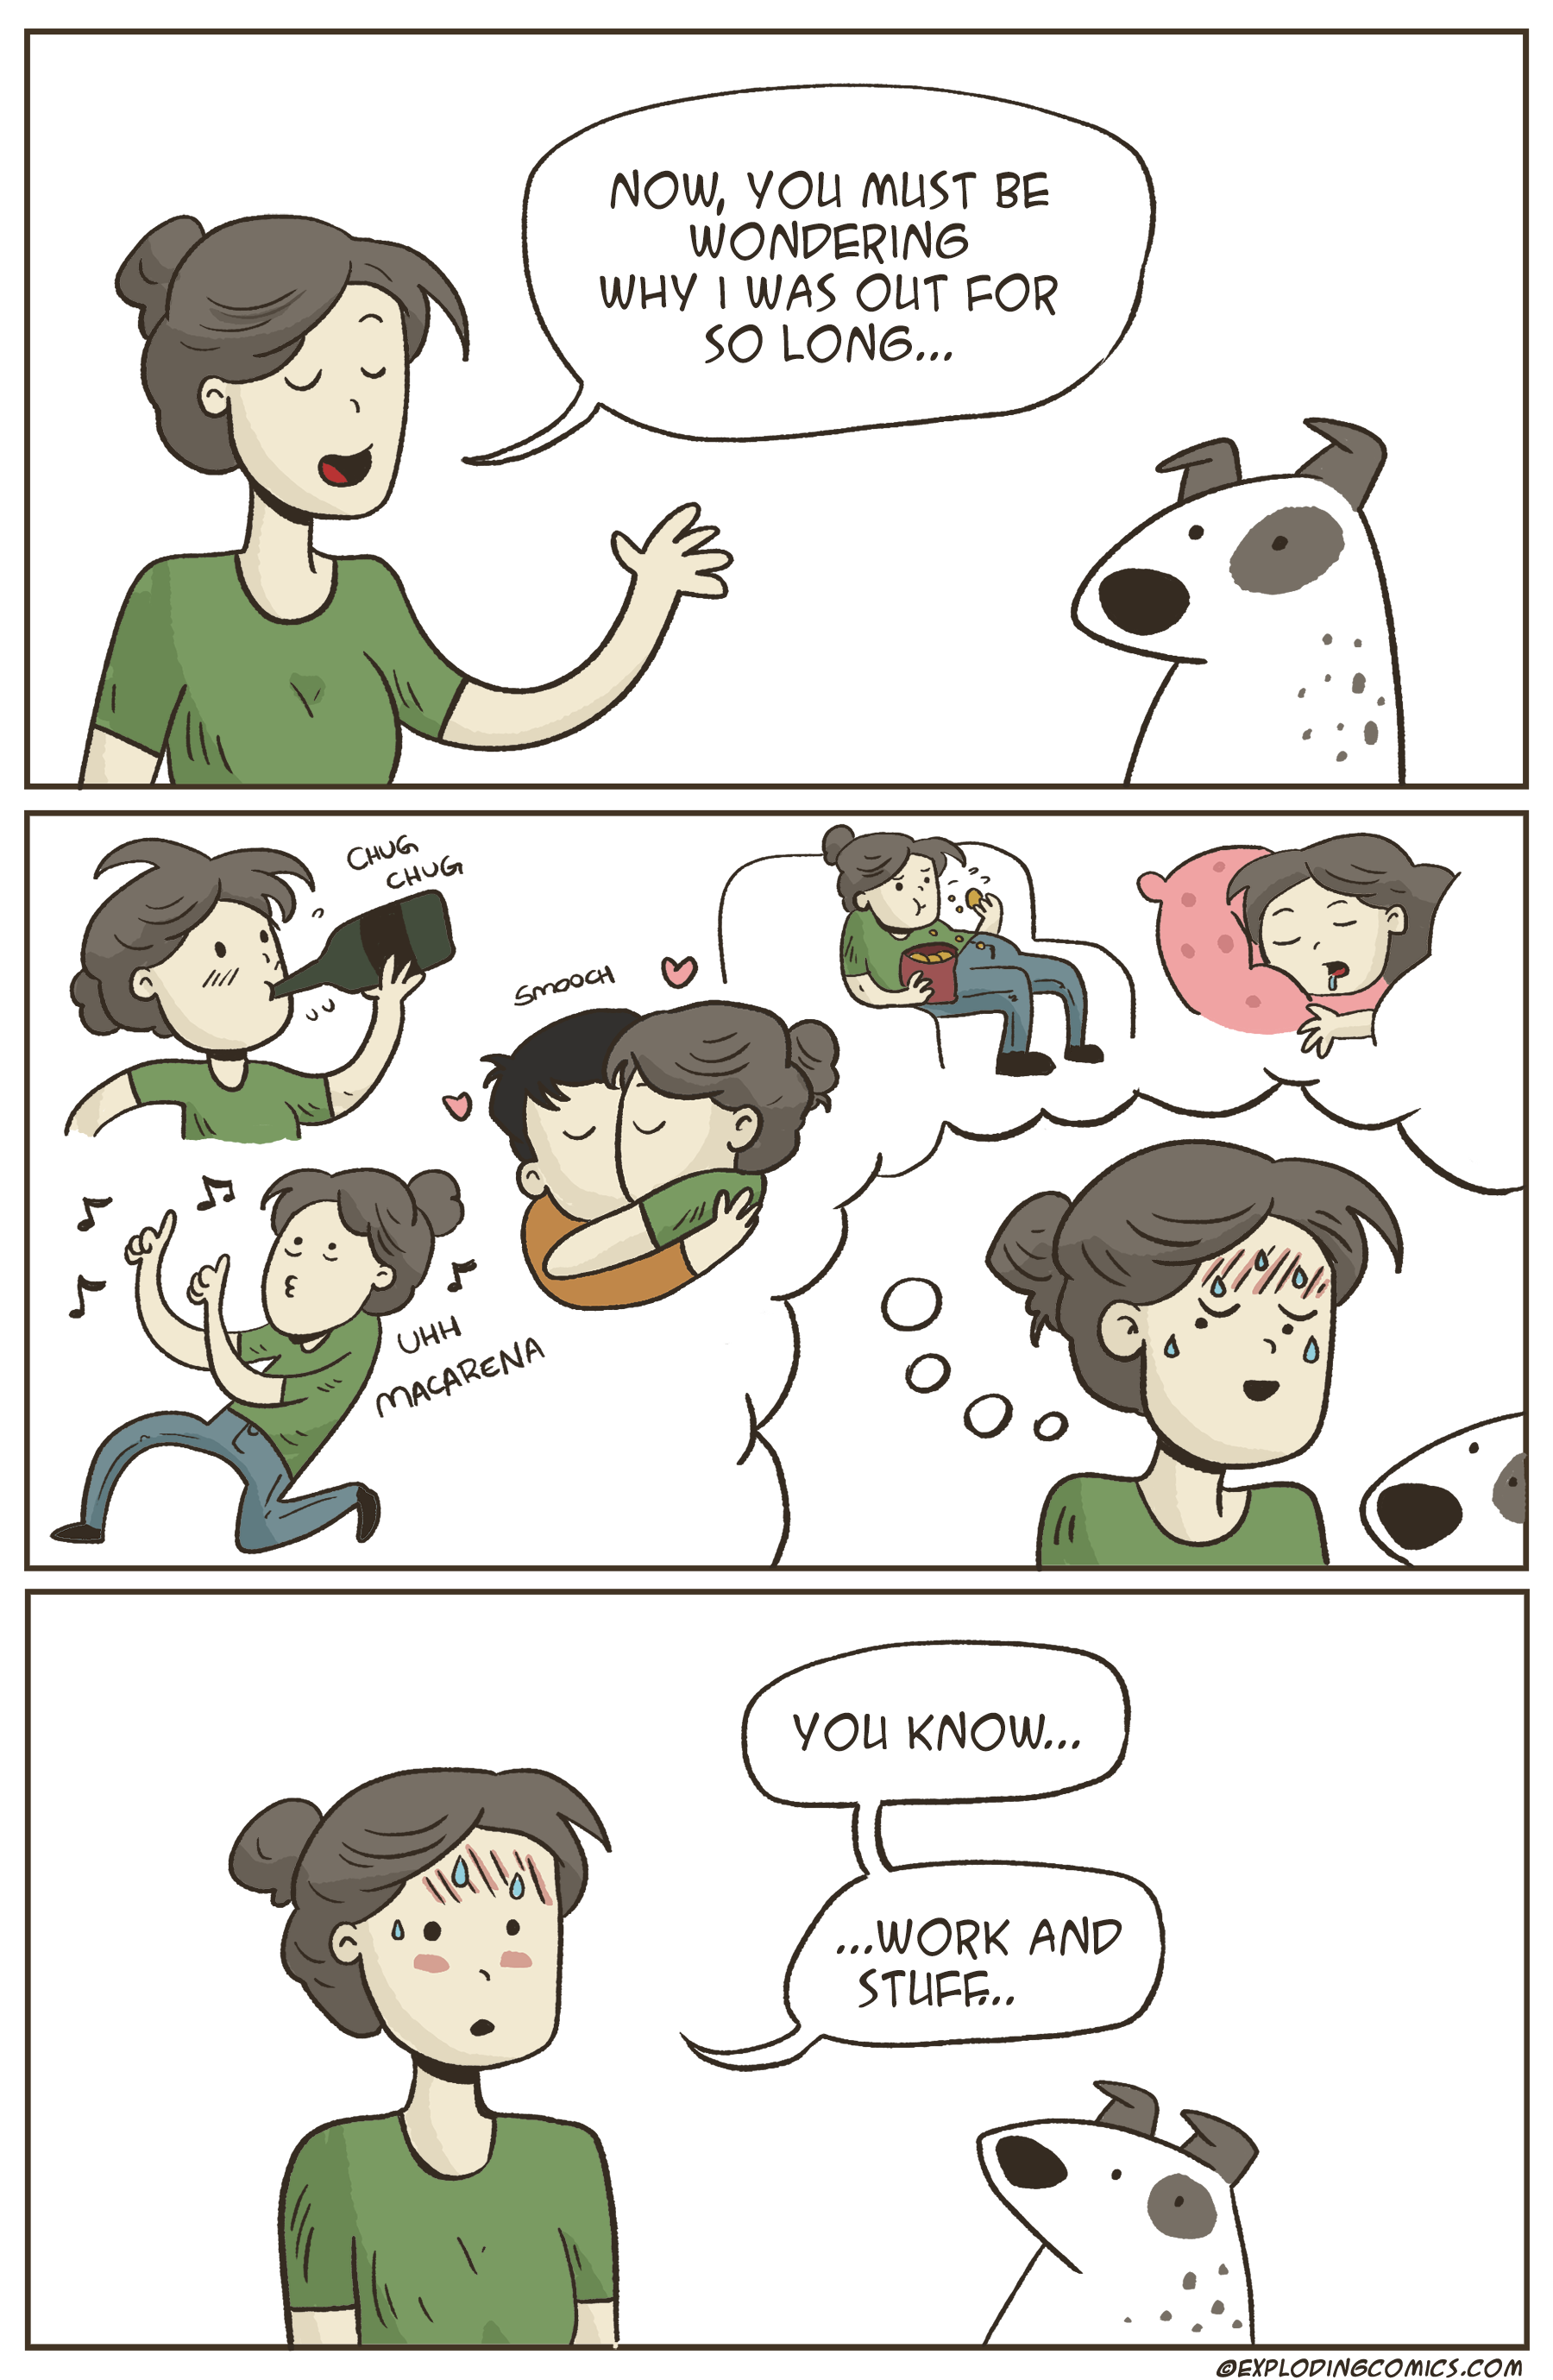 NOW, YOU MUST BE
WONDERING
WHY I WAS OUT FOR
SO LONG...
CHUG
CHUG
SMOOCH
UHH
MACARENA
YOU KNOW...
...WORK AND
STUFF...
©EXPLODINGCOMICS.COM